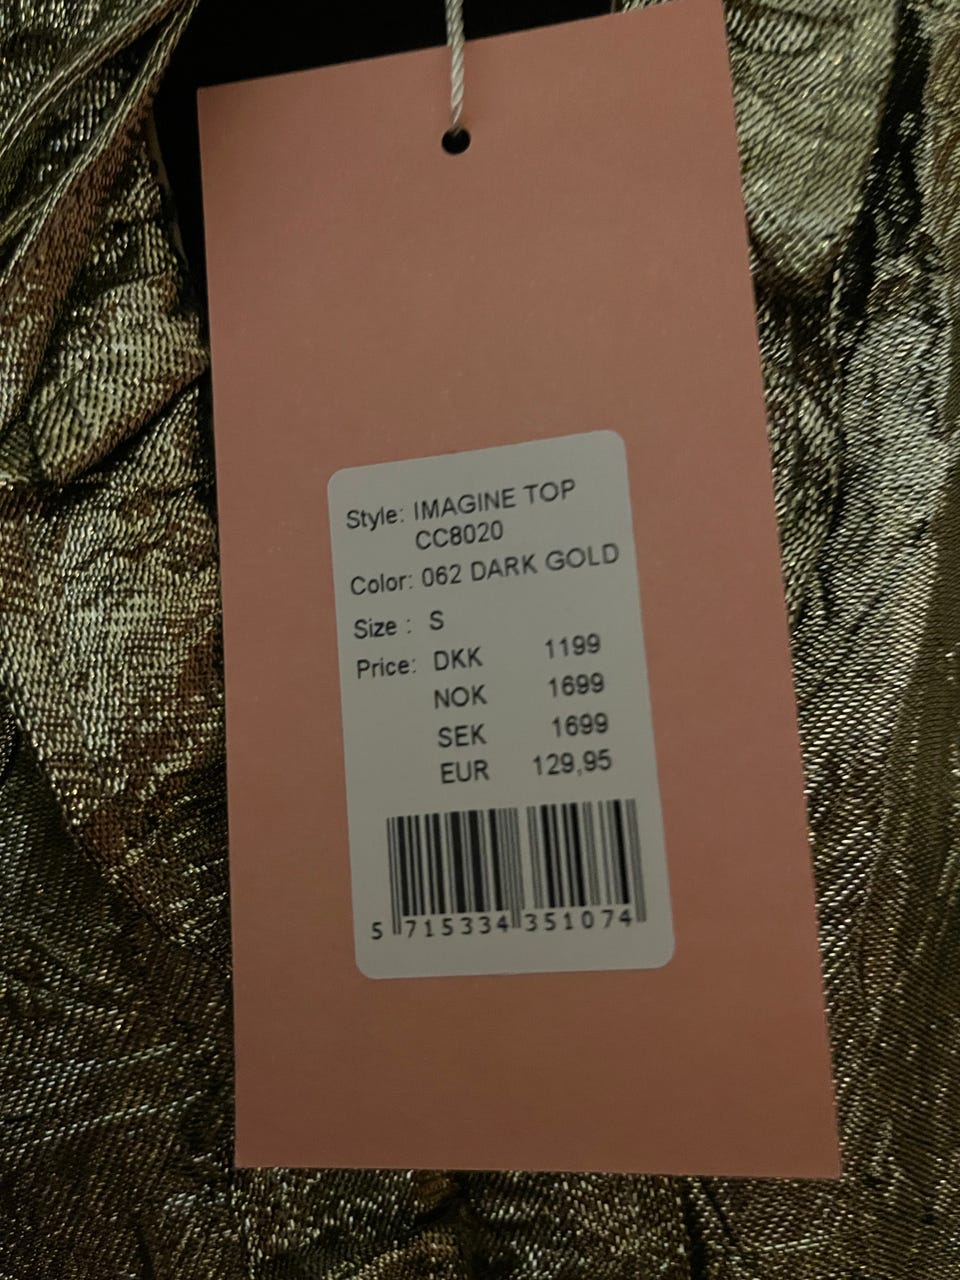 Style: IMAGINE TOP
CC8020
Color: 062 DARK GOLD
Size : S
Price: DKK 1199
NOK 1699
SEK 1699
EUR 129,95
5 715334 351074